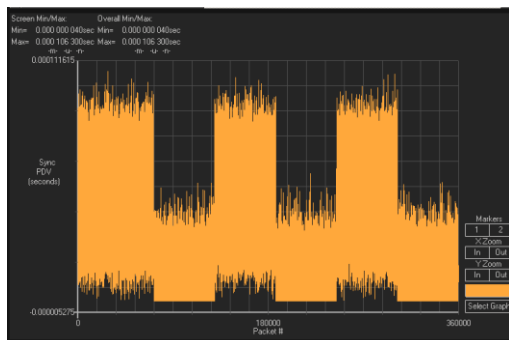 Screen Min/Max: Overall Min/Max:
Min= 0.000 000 040sec Min= 0.000 000 040sec
Max= 0.000 106 300sec Max= 0.000 106 300sec
-m- -u- -n- -m- -u- -n-
0.000111615
Sync
PDV
(seconds)
-0.000005275
0 180000 360000
Packet #
Markers
1 2
X Zoom
In Out
Y Zoom
In Out
Select Graph